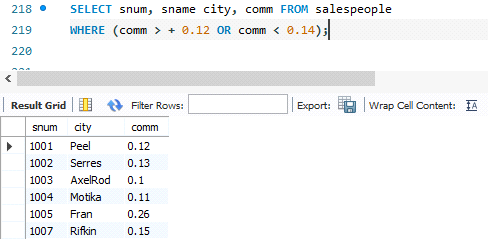 218 SELECT snum, sname city, comm FROM salespeople
219 WHERE (comm > + 0.12 OR comm < 0.14);
220
221
Result Grid Filter Rows: Export: Wrap Cell Content: IA
snum city comm
1001 Peel 0.12
1002 Serres 0.13
1003 AxelRod 0.1
1004 Motika 0.11
1005 Fran 0.26
1007 Rifkin 0.15